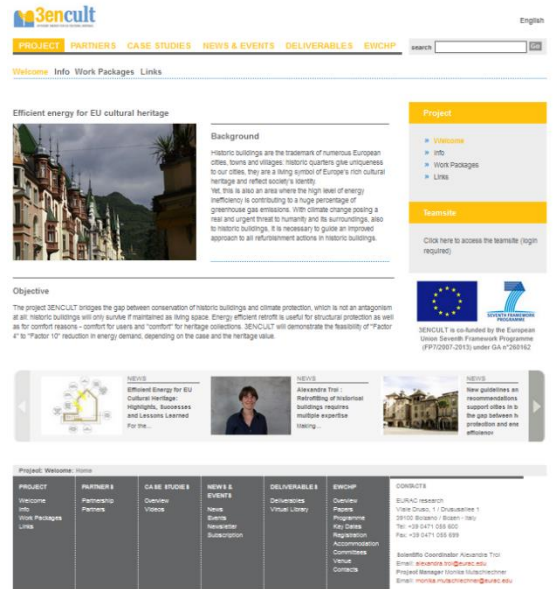 3encult
English
PROJECT PARTNERS CASE STUDIES NEWS & EVENTS DELIVERABLES EWCHP
search Go
Welcome Info Work Packages Links
Efficient energy for EU cultural heritage
Background
Historic buildings are the trademark of numerous European
cities, towns and villages: historic quarters give uniqueness
to our cities, they are a living symbol of Europe's rich cultural
heritage and reflect society's identity.
Yet, this is also an area where the high level of energy
inefficiency is contributing to a huge percentage of
greenhouse gas emissions. With climate change posing a
real and urgent threat to humanity and its surroundings, also
to historic buildings, it is necessary to guide an improved
approach to all refurbishment actions in historic buildings.
Project
» Welcome
» Info
» Work Packages
» Links
Teamsite
Click here to access the teamsite (login
required)
Objective
The project 3ENCULT bridges the gap between conservation of historic buildings and climate protection, which is not an antagonism
at all: historic buildings will only survive if maintained as living space. Energy efficient retrofit is useful for structural protection as well
as for comfort reasons - comfort for users and "comfort" for heritage collections. 3ENCULT will demonstrate the feasibility of "Factor
4" to "Factor 10" reduction in energy demand, depending on the case and the heritage value.
SEVENTH FRAMEWORK
PROGRAMME
3ENCULT is co-funded by the European
Union Seventh Framework Programme
(FP7/2007-2013) under GA n°260162
NEWS
Efficient Energy for EU
Cultural Heritage:
Highlights, Successes
and Lessons Learned
For the...
NEWS
Alexandra Troi :
Retrofitting of historical
buildings requires
multiple expertise
Making...
NEWS
New guidelines an
recommendations
support cities in b
the gap between h
protection and ene
efficiency
Project: Welcome: Home
PROJECT
Welcome
Info
Work Packages
Links
PARTNERS
Partnership
Partners
CASE STUDIES
Overview
Videos
NEWS &
EVENTS
News
Events
Newsletter
Subscription
DELIVERABLES
Deliverables
Virtual Library
EWCHP
Overview
Papers
Programme
Key Dates
Registration
Accommodation
Committees
Venue
Contacts
CONTACTS
EURAC research
Viale Druso, 1 / Drususallee 1
39100 Bolzano / Bozen - Italy
Tel: +39 0471 055 600
Fax: +39 0471 055 699
Scientific Coordinator Alexandra Troi
Email: alexandra.troi@eurac.edu
Project Manager Monika Mutschlechner
Email: monika.mutschlechner@eurac.edu